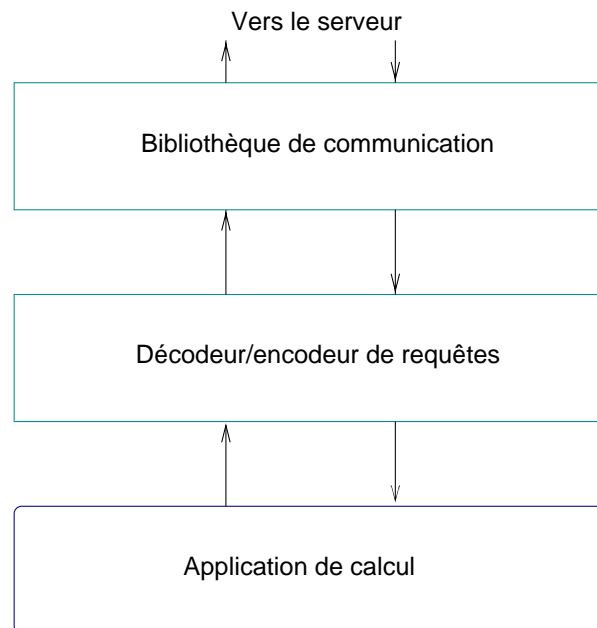 Vers le serveur
Bibliothèque de communication
Décodeur/encodeur de requêtes
Application de calcul